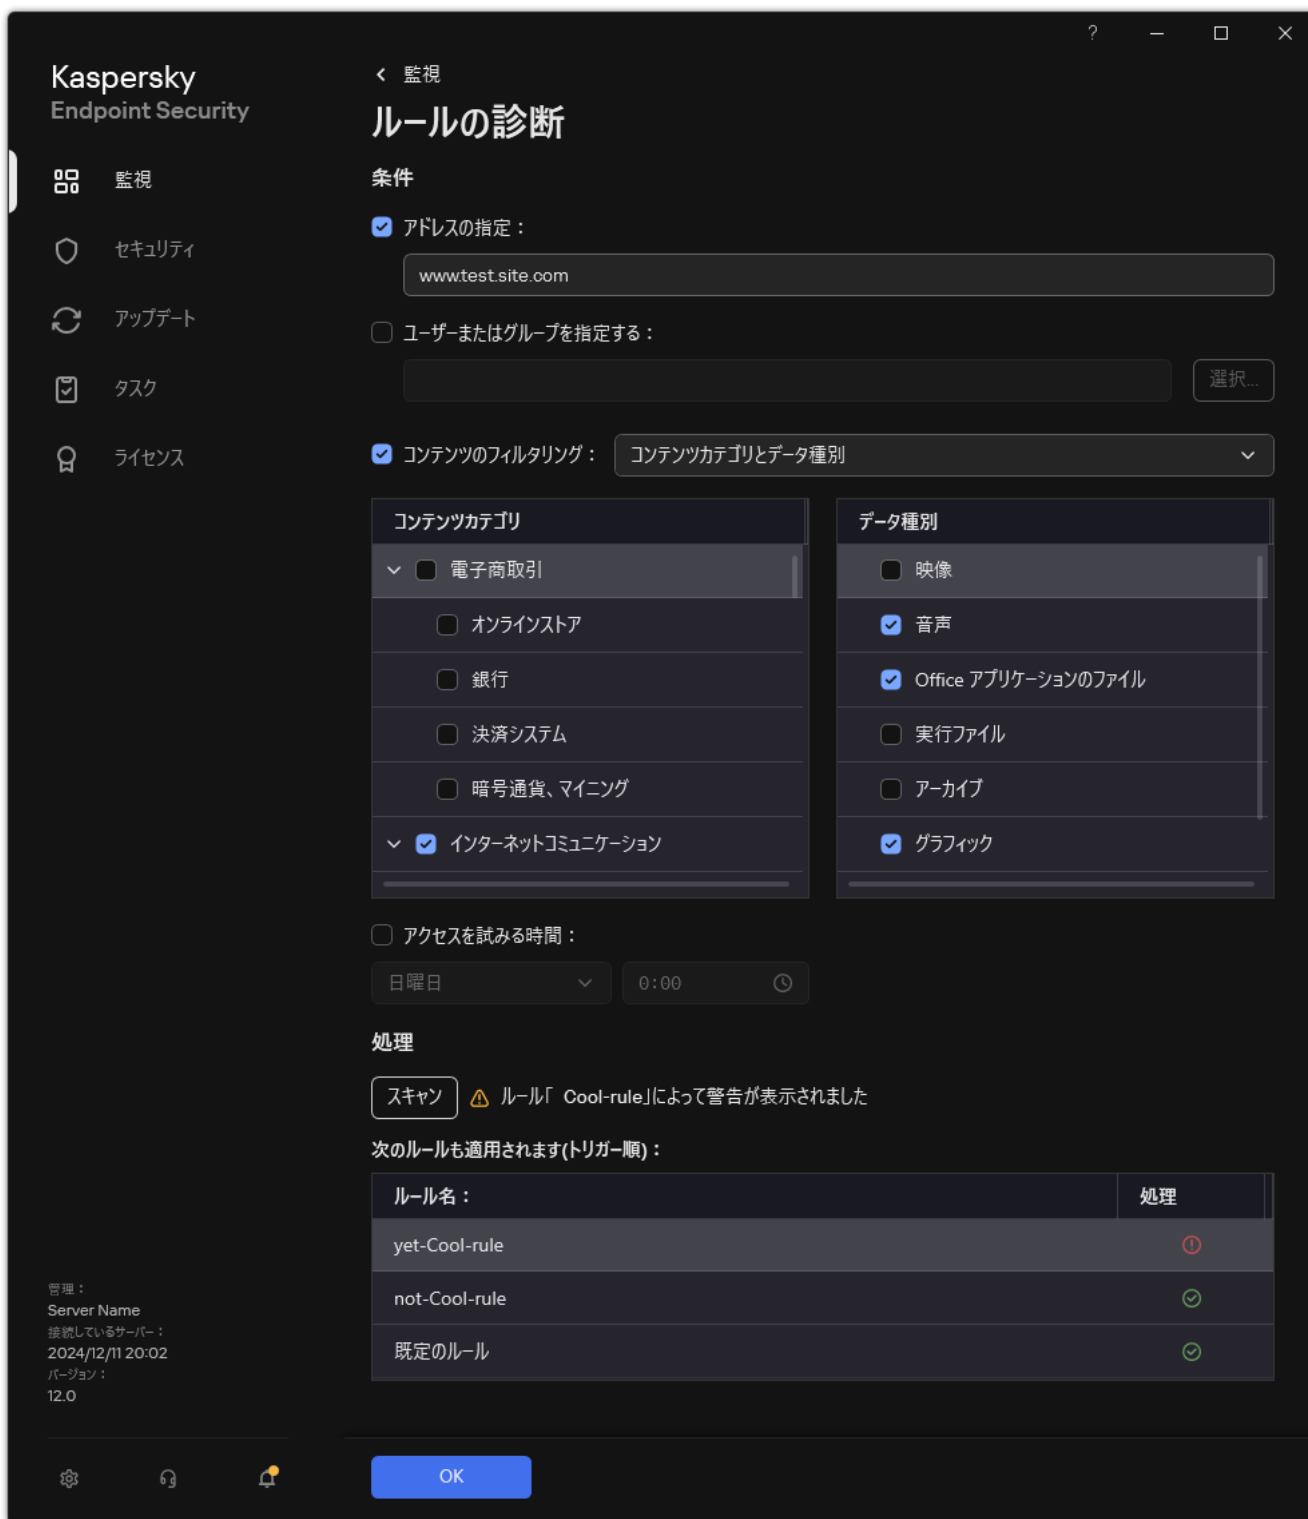 ?
Kaspersky
Endpoint Security
監視
セキュリティ
アップデート
タスク
ライセンス
管理：
Server Name
接続しているサーバー：
2024/12/11 20:02
バージョン：
12.0
監視
ルールの診断
条件
アドレスの指定：
www.test.site.com
ユーザーまたはグループを指定する：
選択...
コンテンツのフィルタリング： コンテンツカテゴリとデータ種別
コンテンツカテゴリ
電子商取引
オンラインストア
銀行
決済システム
暗号通貨、マイニング
インターネットコミュニケーション
データ種別
映像
音声
Office アプリケーションのファイル
実行ファイル
アーカイブ
グラフィック
アクセスを試みる時間：
日曜日 0:00
処理
スキャン ルール「 Cool-rule」によって警告が表示されました
次のルールも適用されます(トリガー順)：
ルール名： 処理
yet-Cool-rule
not-Cool-rule
既定のルール
OK